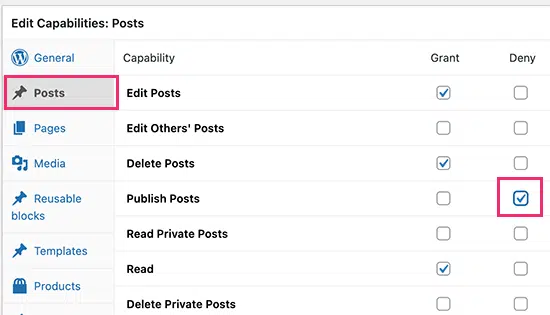 Edit Capabilities: Posts
General
Capability Grant Deny
Posts
Edit Posts
Pages
Edit Others' Posts
Media
Delete Posts
Reusable
blocks
Publish Posts
Read Private Posts
Templates
Read
Products
Delete Private Posts